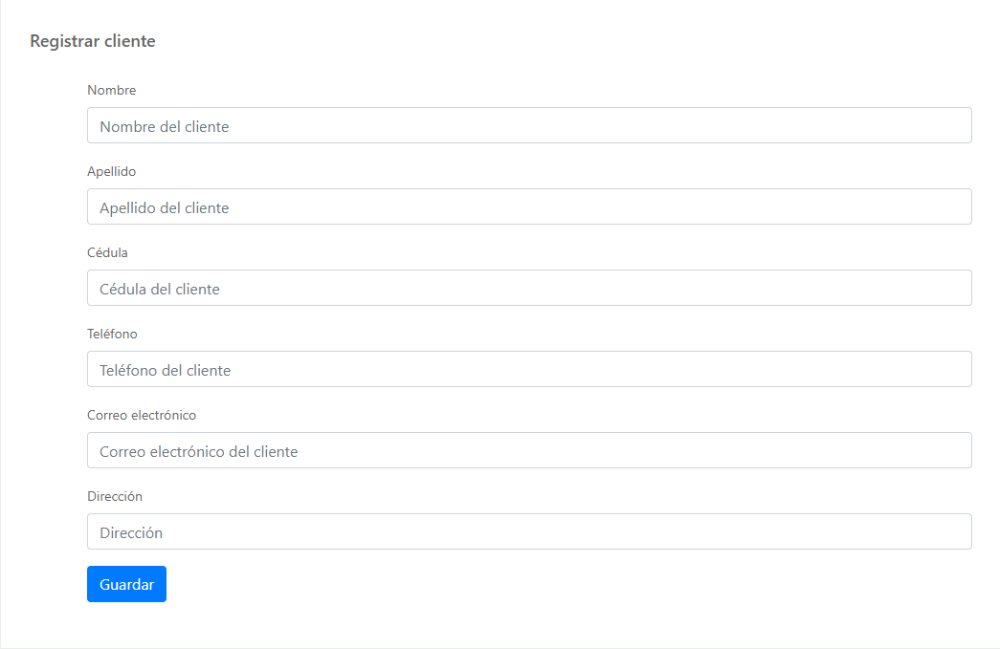 Registrar cliente
Nombre
Nombre del cliente
Apellido
Apellido del cliente
Cédula
Cédula del cliente
Teléfono
Teléfono del cliente
Correo electrónico
Correo electrónico del cliente
Dirección
Dirección
Guardar